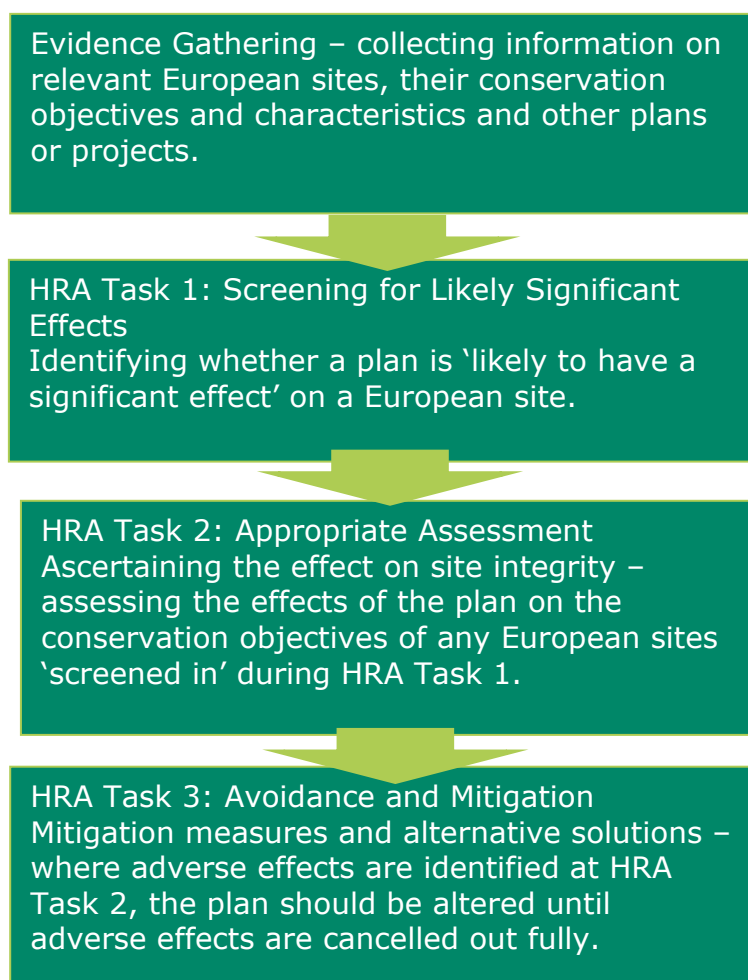 Evidence Gathering – collecting information on
relevant European sites, their conservation
objectives and characteristics and other plans
or projects.
HRA Task 1: Screening for Likely Significant
Effects
Identifying whether a plan is ‘likely to have a
significant effect’ on a European site.
HRA Task 2: Appropriate Assessment
Ascertaining the effect on site integrity –
assessing the effects of the plan on the
conservation objectives of any European sites
‘screened in’ during HRA Task 1.
HRA Task 3: Avoidance and Mitigation
Mitigation measures and alternative solutions –
where adverse effects are identified at HRA
Task 2, the plan should be altered until
adverse effects are cancelled out fully.